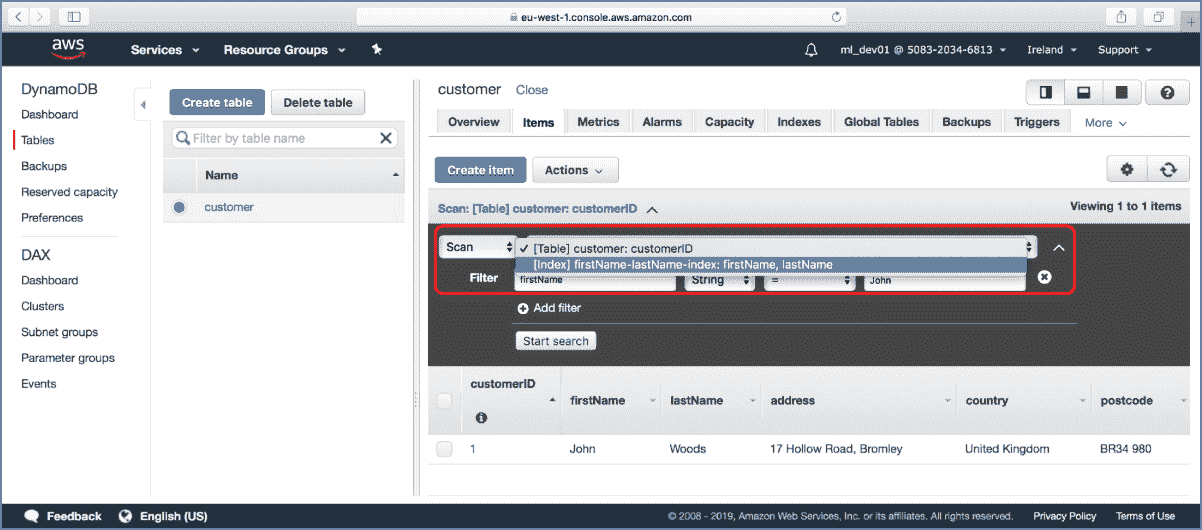 eu-west-1.console.aws.amazon.com
aws Services Resource Groups ml_dev01 @ 5083-2034-6813 Ireland Support
DynamoDB
Dashboard
Tables
Backups
Reserved capacity
Preferences
DAX
Dashboard
Clusters
Subnet groups
Parameter groups
Events
Create table Delete table
Filter by table name
Name
customer
customer Close
Overview Items Metrics Alarms Capacity Indexes Global Tables Backups Triggers More
Create item Actions
Scan: [Table] customer: customerID Viewing 1 to 1 items
Scan ✓ [Table] customer: customerID
[Index] firstName-lastName-index: firstName, lastName
Filter firstName String = John
Add filter
Start search
customerID firstName lastName address country postcode
1 John Woods 17 Hollow Road, Bromley United Kingdom BR34 980
Feedback English (US) © 2008 - 2019, Amazon Web Services, Inc. or its affiliates. All rights reserved. Privacy Policy Terms of Use